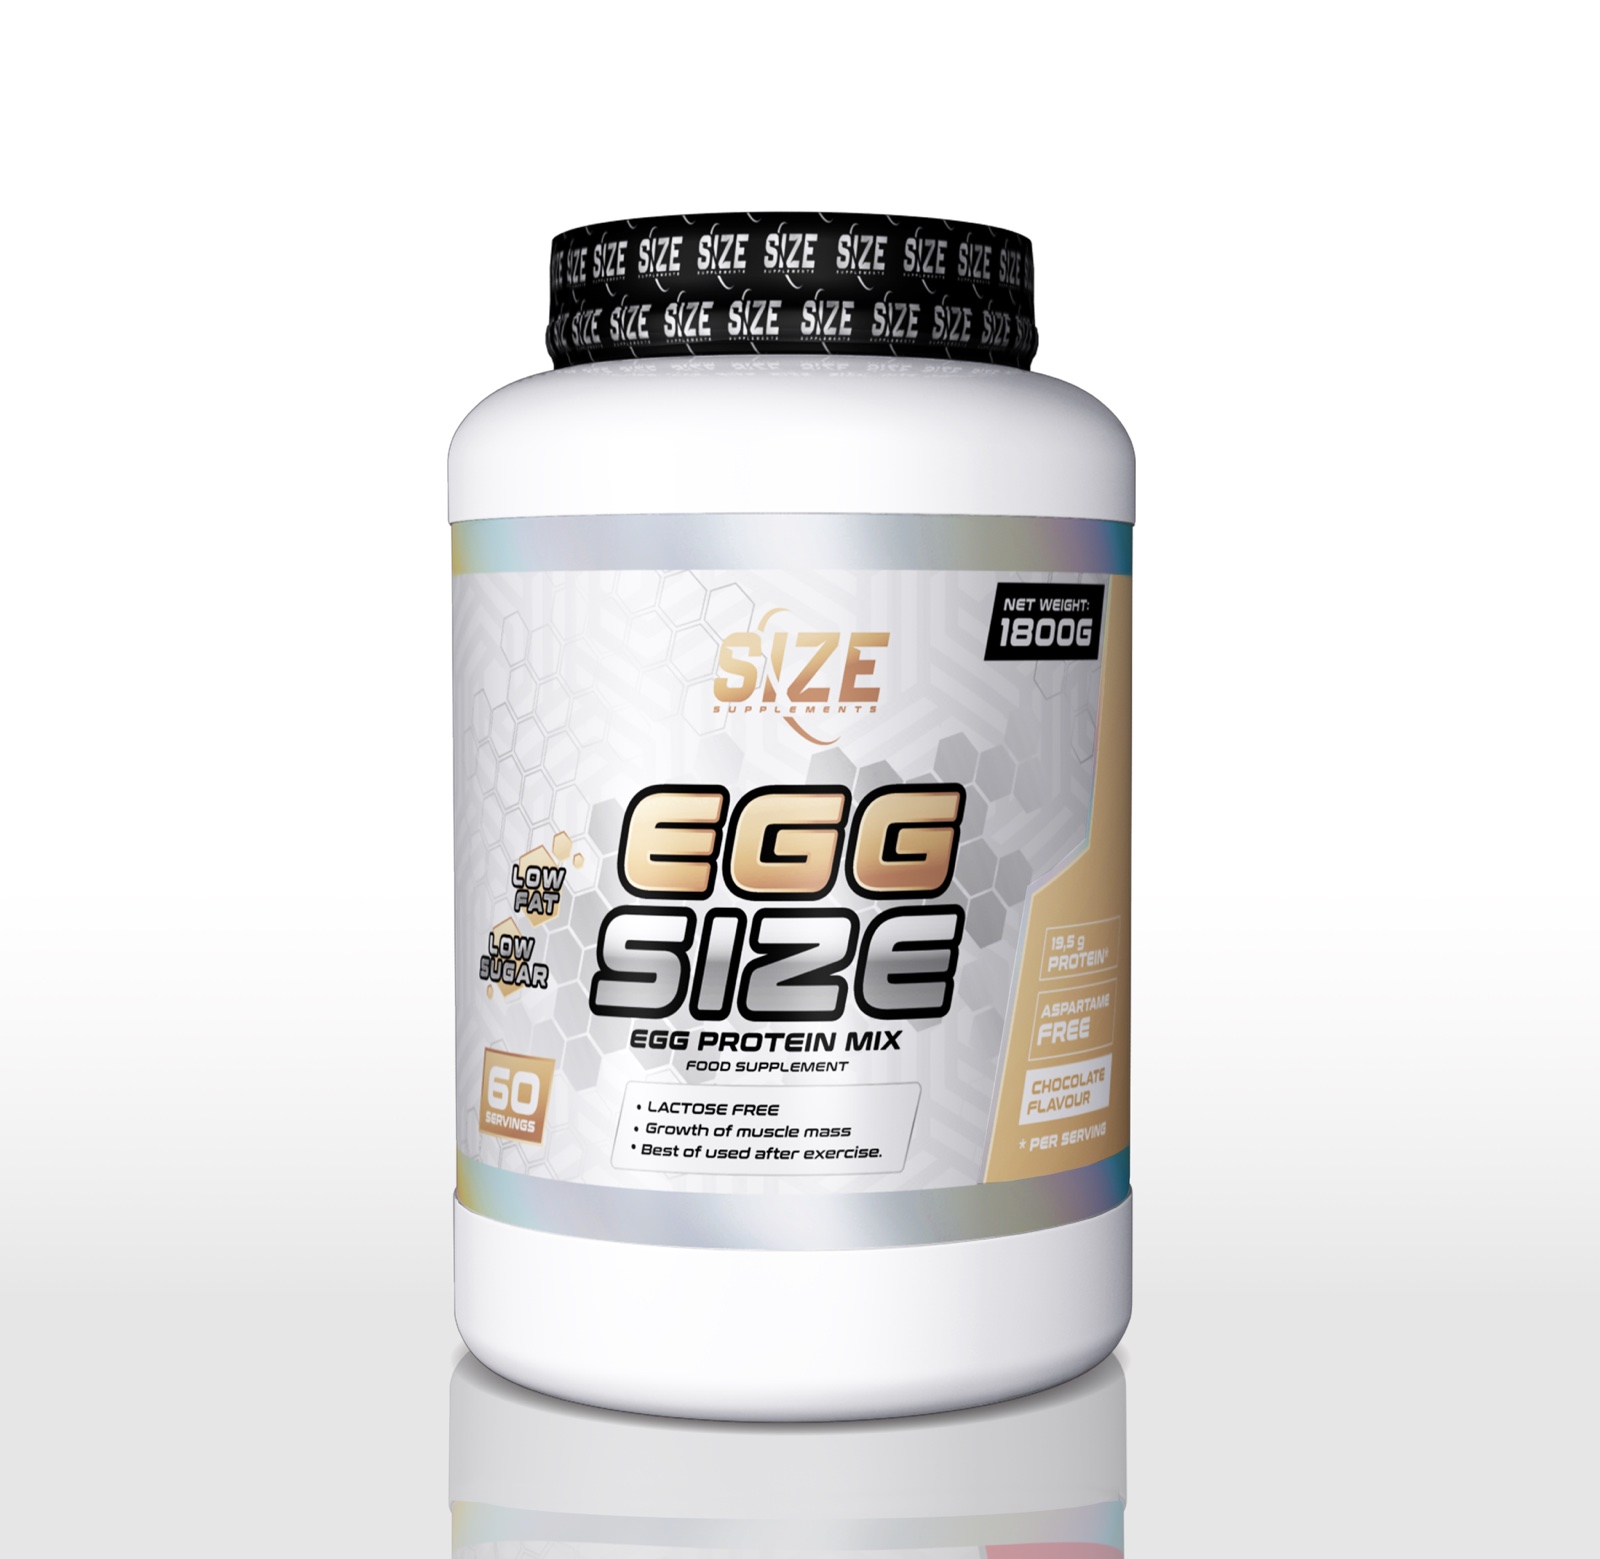 SIZE SIZE SIZE SIZE SIZE SIZE SIZE SIZE
SIZE SIZE SIZE SIZE SIZE SIZE SIZE SIZE
NET WEIGHT:
1800G
SIZE
SUPPLEMENTS
EGG
SIZE
EGG PROTEIN MIX
FOOD SUPPLEMENT
• LACTOSE FREE
• Growth of muscle mass
• Best of used after exercise.
LOW
FAT
LOW
SUGAR
60
SERVINGS
19,5 g
PROTEIN*
ASPARTAME
FREE
CHOCOLATE
FLAVOUR
* PER SERVING